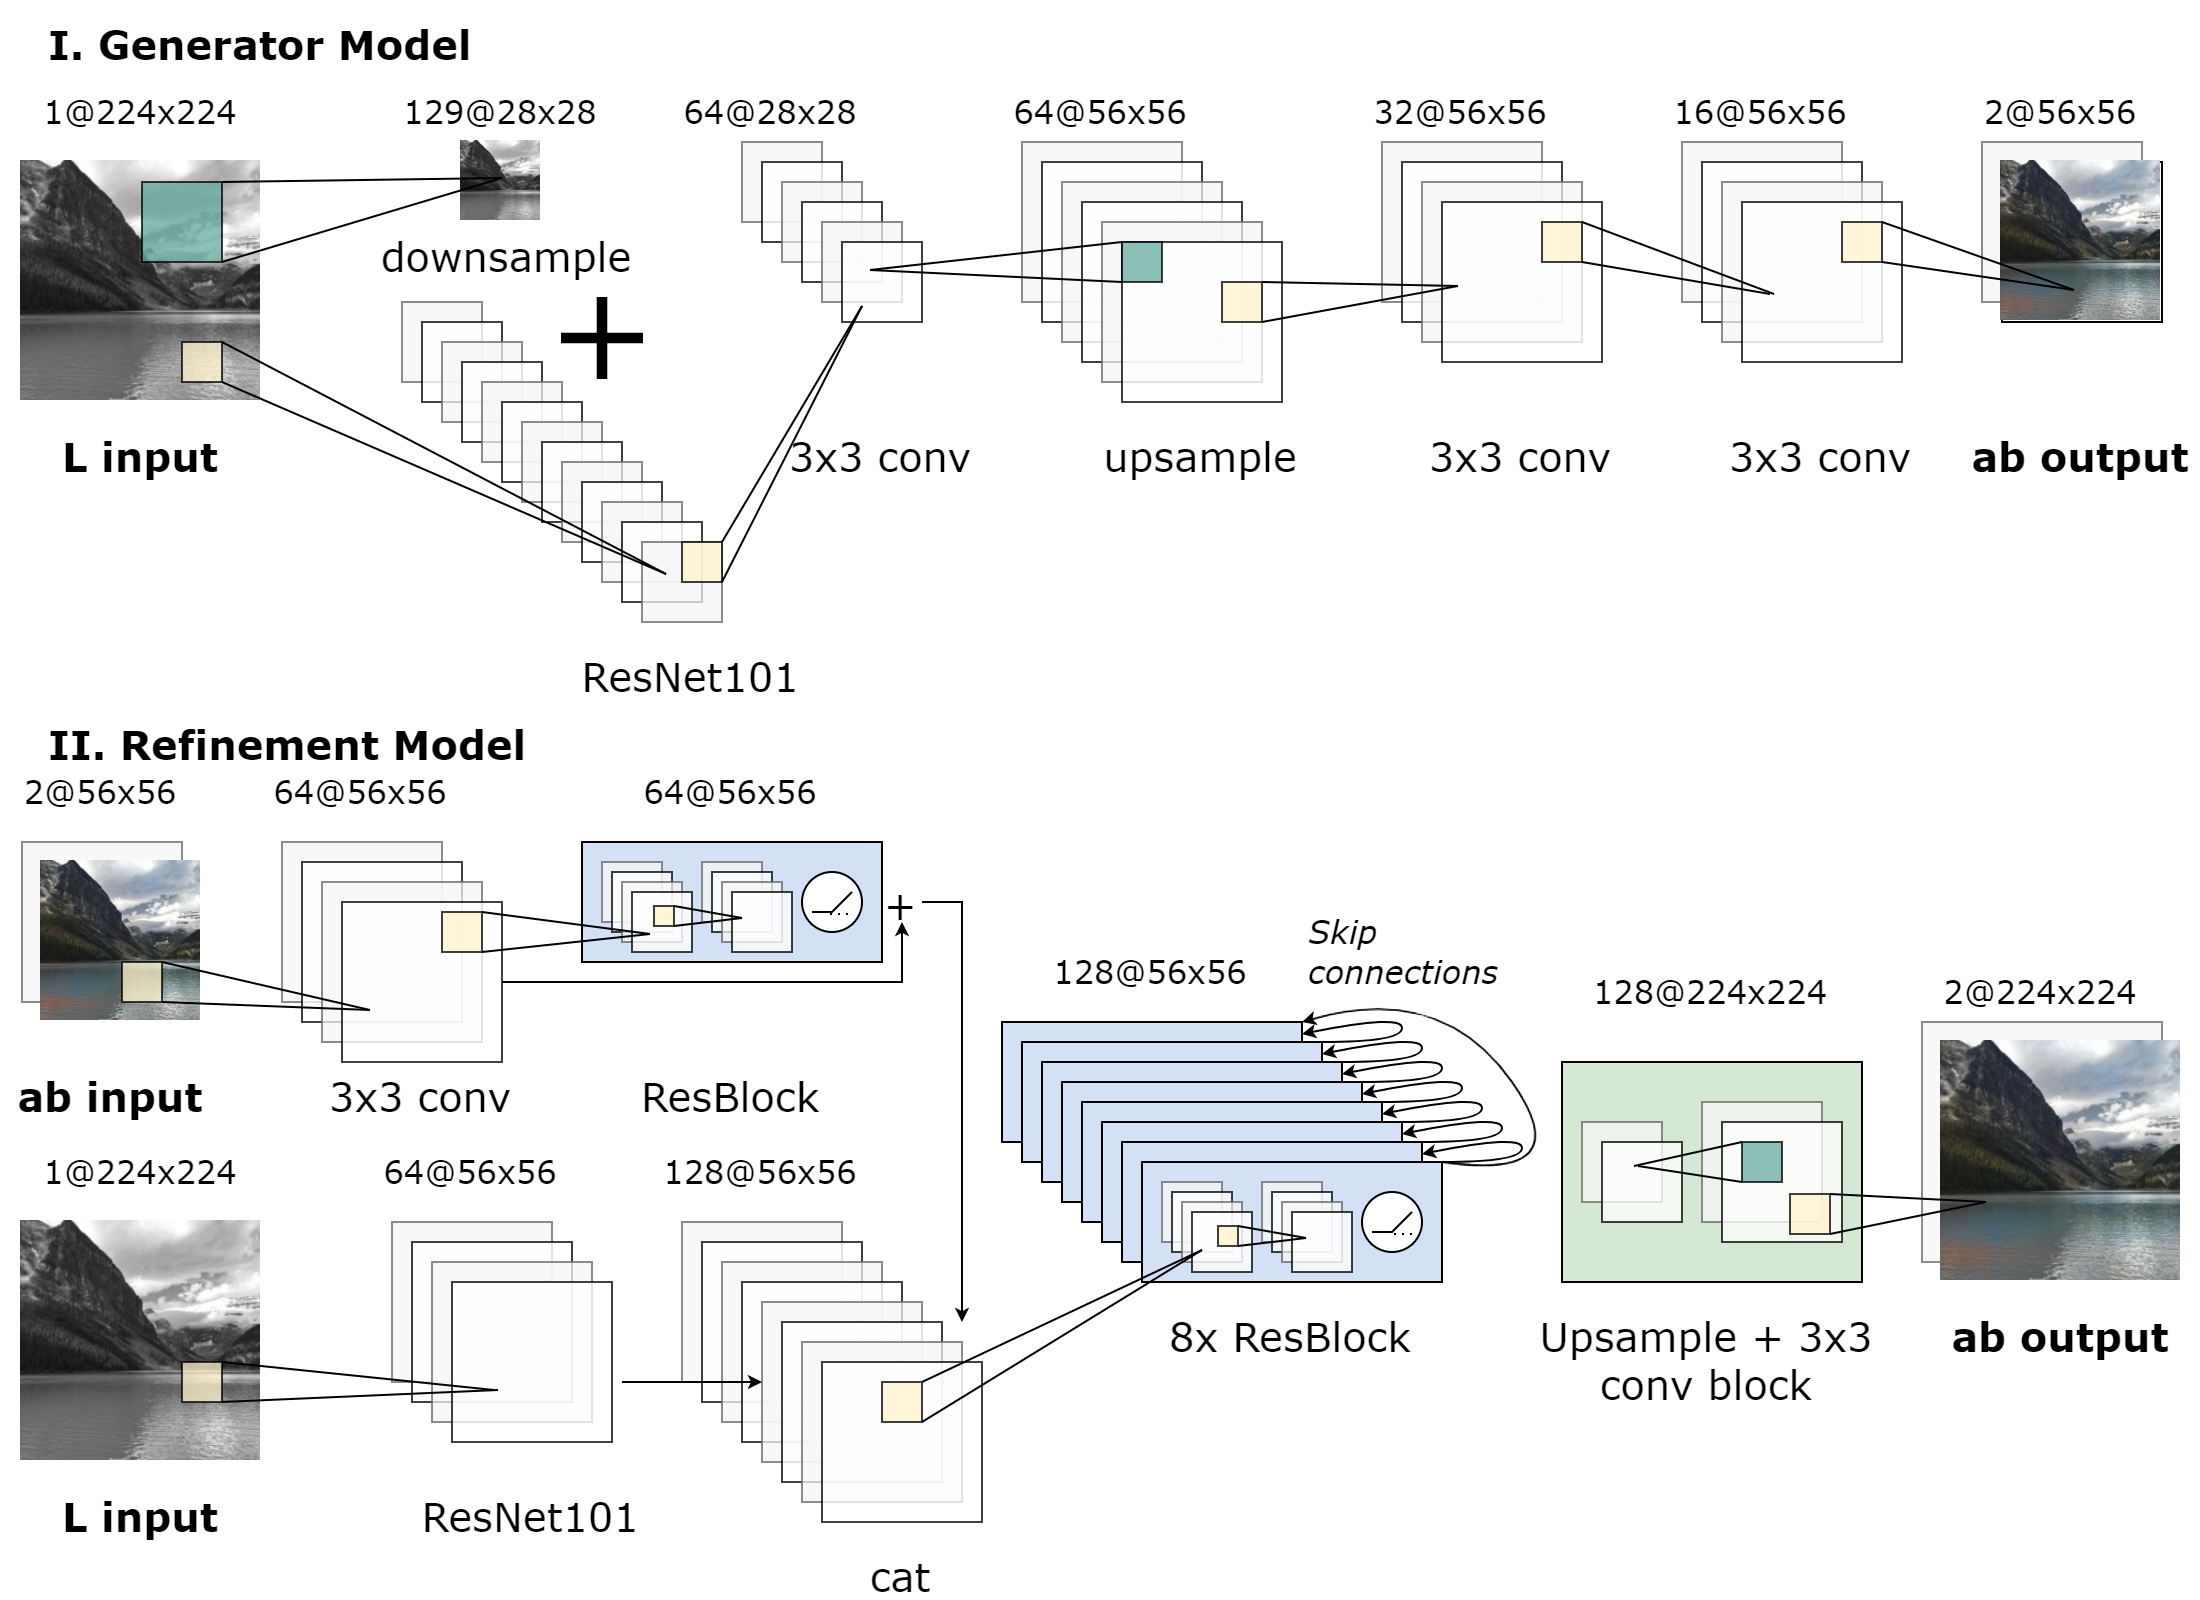 I. Generator Model
1@224x224
129@28x28
64@28x28
64@56x56
32@56x56
16@56x56
2@56x56
downsample
+
L input
3x3 conv
upsample
3x3 conv
3x3 conv
ab output
ResNet101
II. Refinement Model
2@56x56
64@56x56
64@56x56
+
Skip
connections
128@56x56
128@224x224
2@224x224
ab input
3x3 conv
ResBlock
1@224x224
64@56x56
128@56x56
8x ResBlock
Upsample + 3x3
conv block
ab output
L input
ResNet101
cat